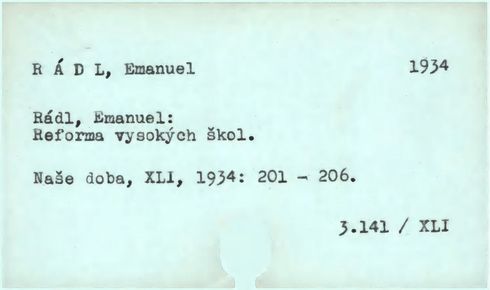 R Á D L, Emanuel 1934
Rádl, Emanuel:
Reforma vysokých škol.
Naše doba, XLI, 1934: 201 - 206.
3.141 / XLI